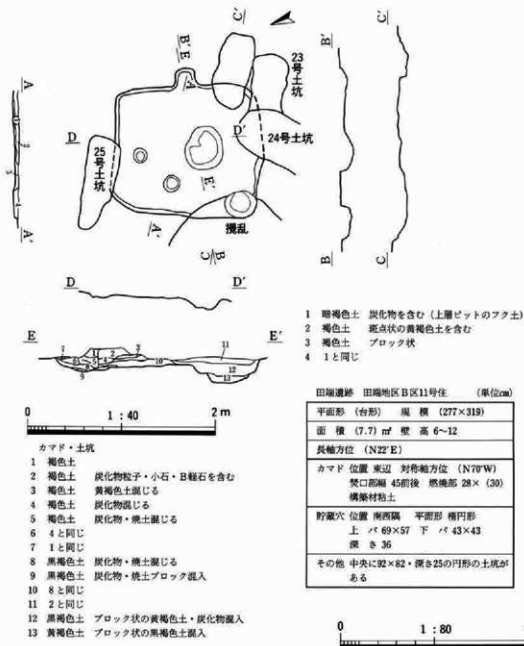 C'
B' E
A
23号土坑
24号土坑
D
D'
25号土坑
E'
A'
C B
攪乱
A
A'
B'
B
C'
C
D D'
E E'
1 2 3 4 5 7 9 10 11 12 13
0 1:40 2m
1 暗褐色土 炭化物を含む(上層ピットのフク土)
2 褐色土 斑点状の黄褐色土を含む
3 褐色土 ブロック状
4 1と同じ
カマド・土坑
1 褐色土
2 褐色土 炭化物粒子・小石・B軽石を含む
3 褐色土 黄褐色土混じる
4 褐色土 炭化物混じる
5 褐色土 炭化物・焼土混じる
6 4と同じ
7 1と同じ
8 黒褐色土 炭化物・焼土混じる
9 黒褐色土 炭化物・焼土ブロック混入
10 8と同じ
11 2と同じ
12 黒褐色土 ブロック状の黄褐色土・炭化物混入
13 黄褐色土 ブロック状の黒褐色土混入
田端遺跡 田端地区B区11号住 (単位cm)
平面形 (台形) 規模 (277×319)
面積 (7.7) ㎡ 壁高 6~12
長軸方位 (N22°E)
カマド 位置 東辺 対称軸方位 (N70°W)
焚口部幅 45前後 燃焼部 28×(30)
構築材粘土
貯蔵穴 位置 南西隅 平面形 楕円形
上バ 69×57 下バ 43×43
深さ 36
その他 中央に92×82・深さ25の円形の土坑が
ある
0 1:80